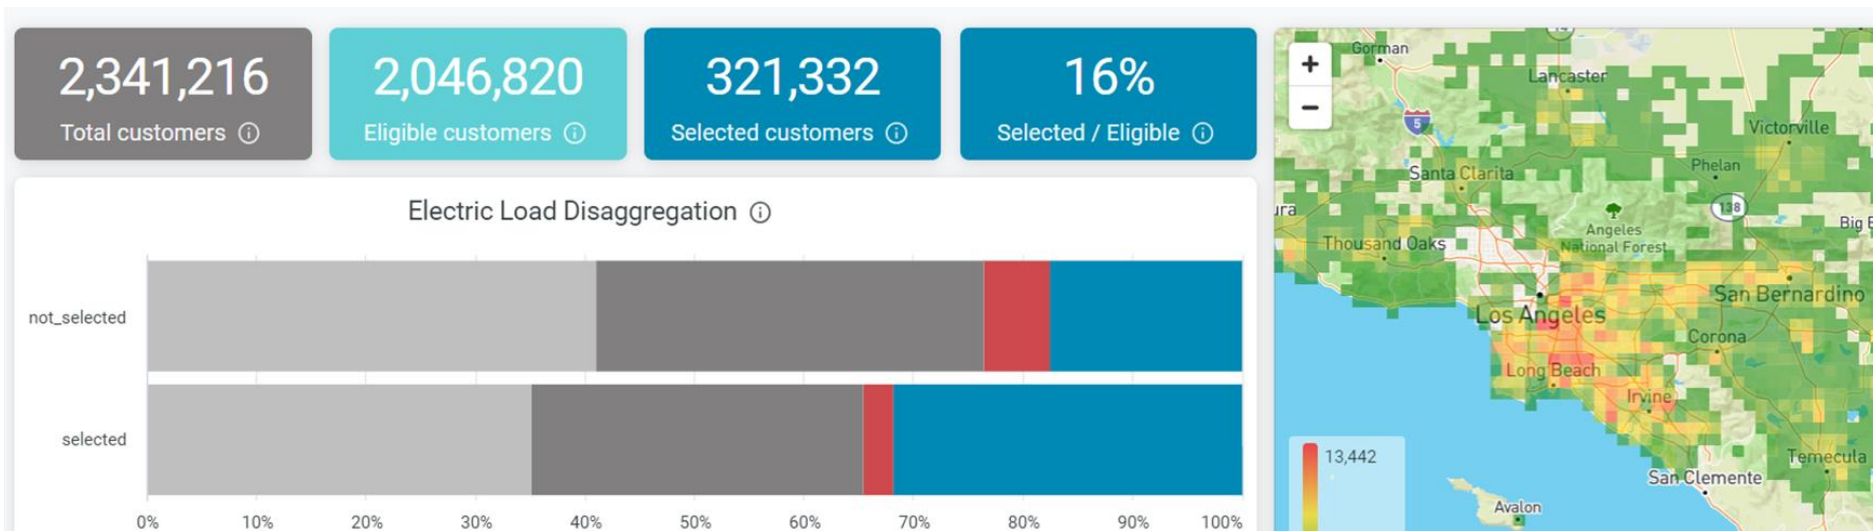 2,341,216
Total customers
2,046,820
Eligible customers
321,332
Selected customers
16%
Selected / Eligible
Electric Load Disaggregation
not_selected
selected
0% 10% 20% 30% 40% 50% 60% 70% 80% 90% 100%
+
−
14
Gorman
Lancaster
5
Victorville
Santa Clarita
Phelan
138
ura
Angeles
National Forest
Big
Thousand Oaks
San Bernardino
Los Angeles
Corona
Long Beach
Irvine
13,442
Temecula
San Clemente
Avalon